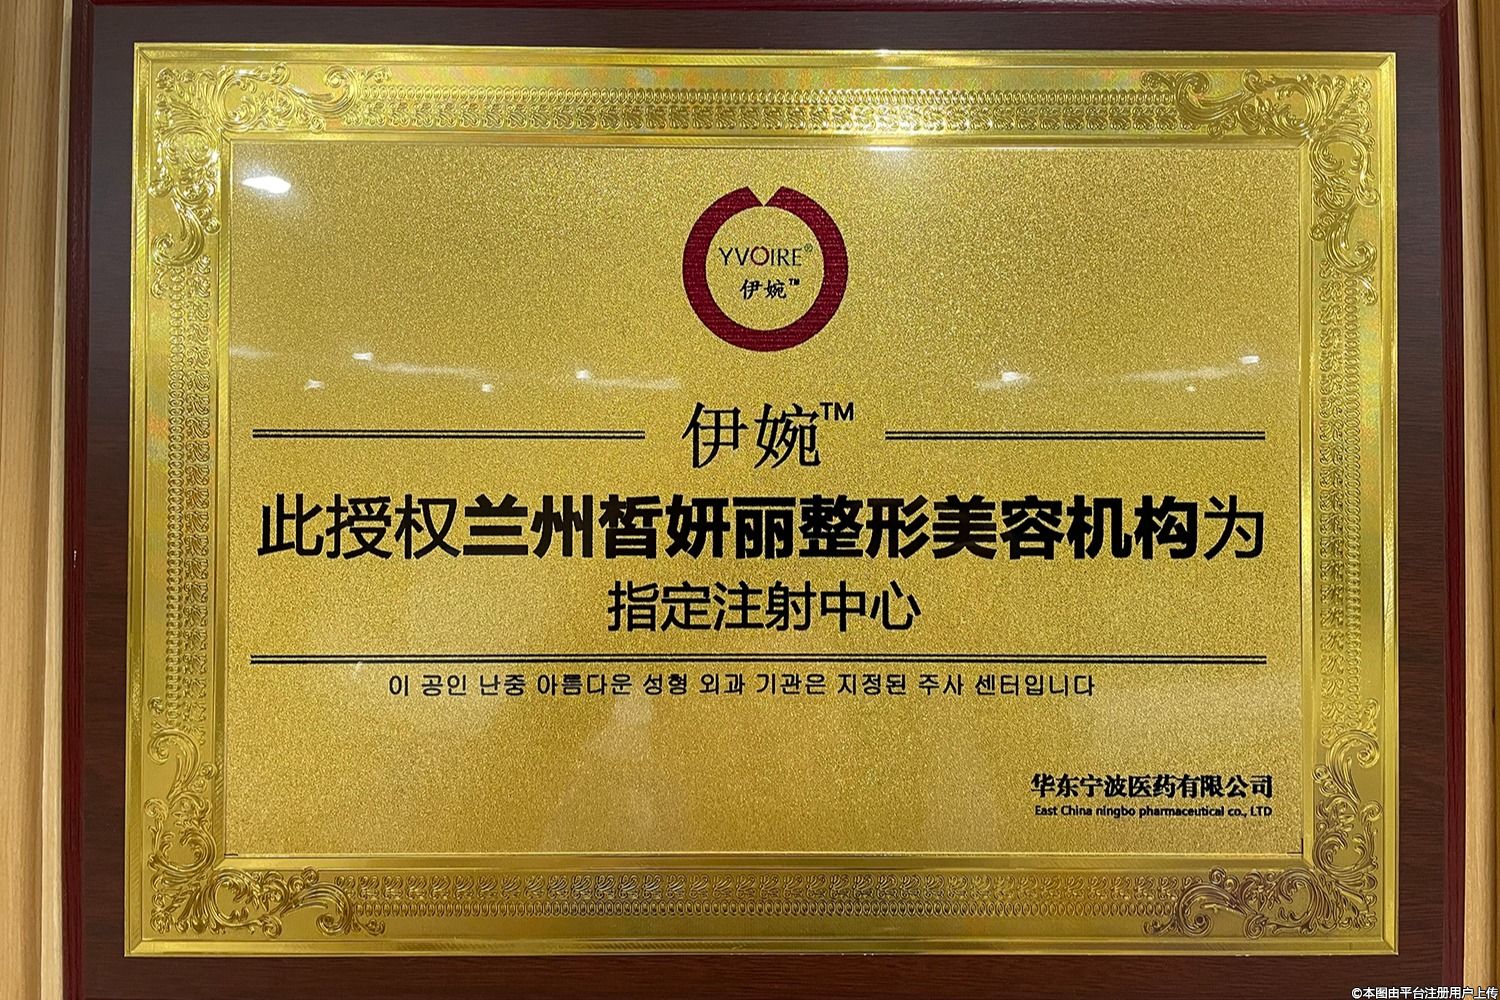 YVOIRE®
伊婉™
伊婉™
此授权兰州皙妍丽整形美容机构为
指定注射中心
이 공인 난중 아름다운 성형 외과 기관은 지정된 주사 센터입니다
华东宁波医药有限公司
East China ningbo pharmaceutical co., LTD
©本图由平台注册用户上传